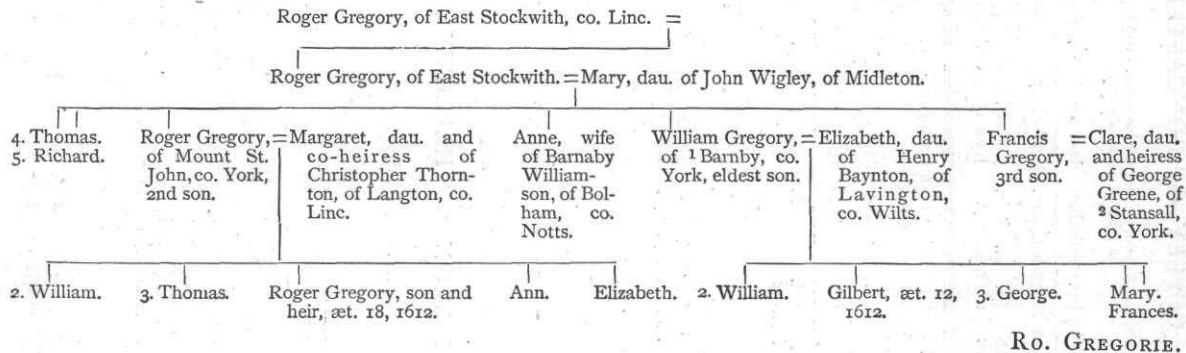 Roger Gregory, of East Stockwith, co. Linc. =
Roger Gregory, of East Stockwith. = Mary, dau. of John Wigley, of Midleton.
4. Thomas.
5. Richard.
Roger Gregory, =
of Mount St.
John, co. York,
2nd son.
Margaret, dau. and
co-heiress of
Christopher Thorn-
ton, of Langton, co.
Linc.
Anne, wife
of Barnaby
William-
son, of Bol-
ham, co.
Notts.
William Gregory, =
of 1 Barnby, co.
York, eldest son.
Elizabeth, dau.
of Henry
Baynton, of
Lavington,
co. Wilts.
Francis
Gregory,
3rd son.
= Clare, dau.
and heiress
of George
Greene, of
2 Stansall,
co. York.
2. William.
3. Thomas.
Roger Gregory, son and
heir, æt. 18, 1612.
Ann.
Elizabeth.
2. William.
Gilbert, æt. 12,
1612.
3. George.
Mary.
Frances.
Ro. GREGORIE.